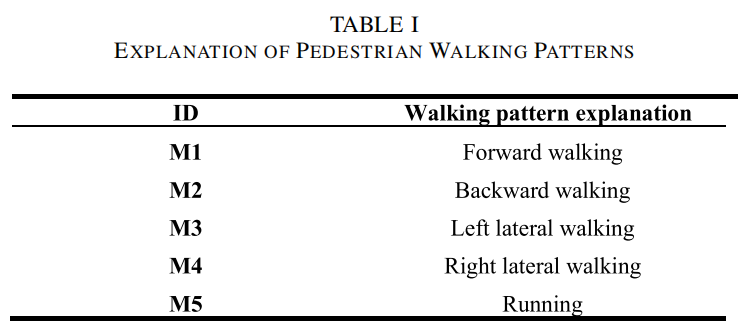 TABLE I
EXPLANATION OF PEDESTRIAN WALKING PATTERNS
ID Walking pattern explanation
M1 Forward walking
M2 Backward walking
M3 Left lateral walking
M4 Right lateral walking
M5 Running